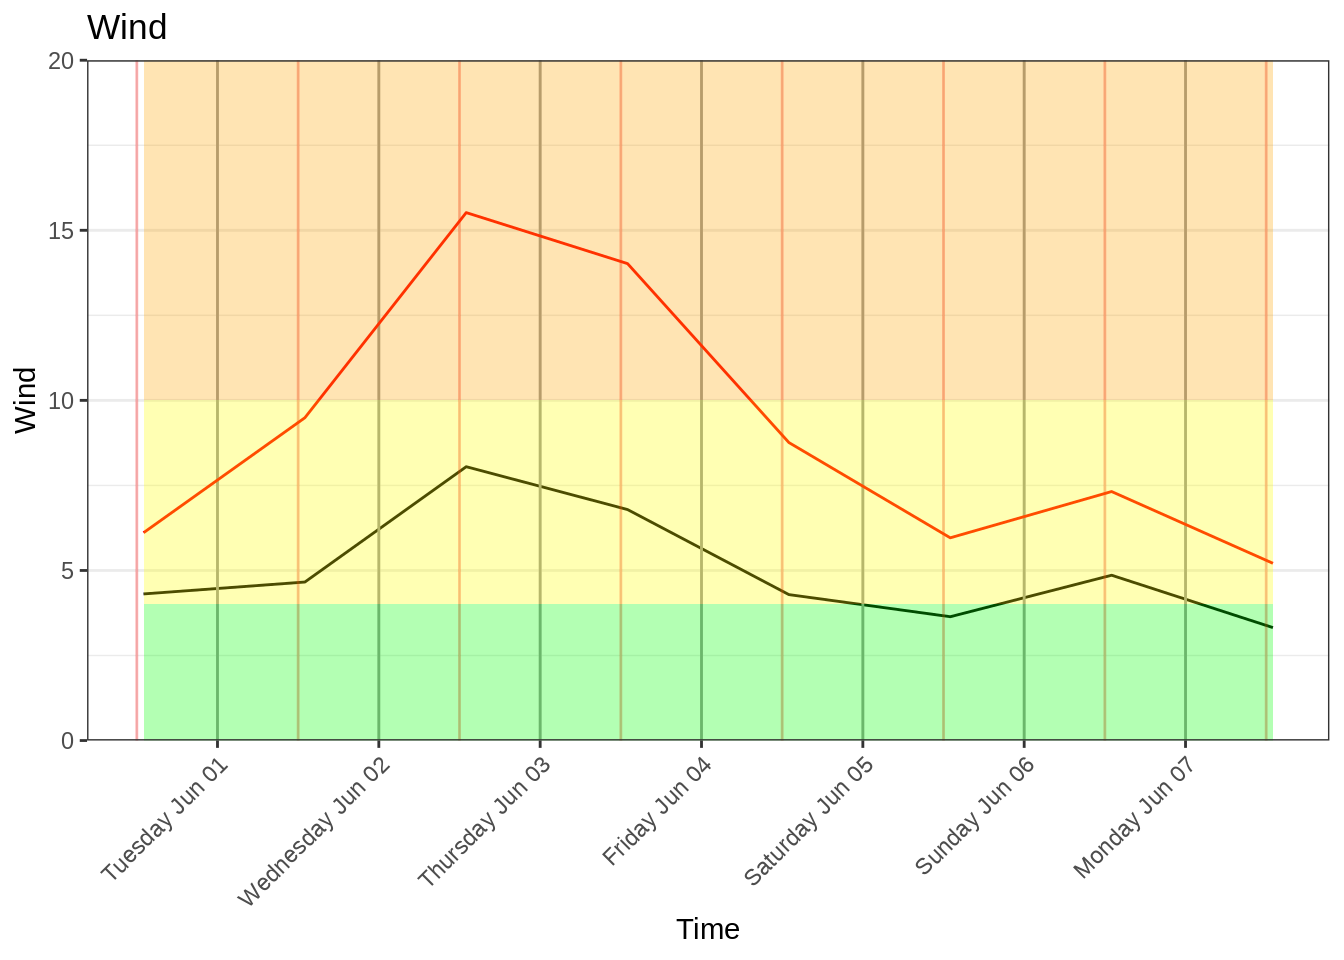 Wind
20
15
10
5
0
Wind
Tuesday Jun 01
Wednesday Jun 02
Thursday Jun 03
Friday Jun 04
Saturday Jun 05
Sunday Jun 06
Monday Jun 07
Time